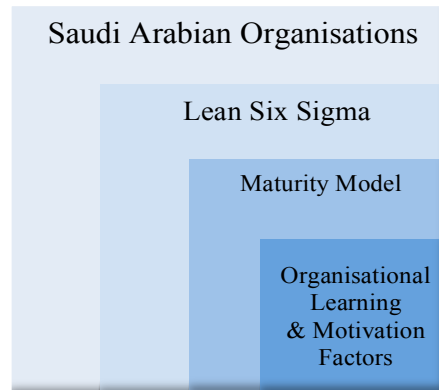 Saudi Arabian Organisations
Lean Six Sigma
Maturity Model
Organisational
Learning
& Motivation
Factors